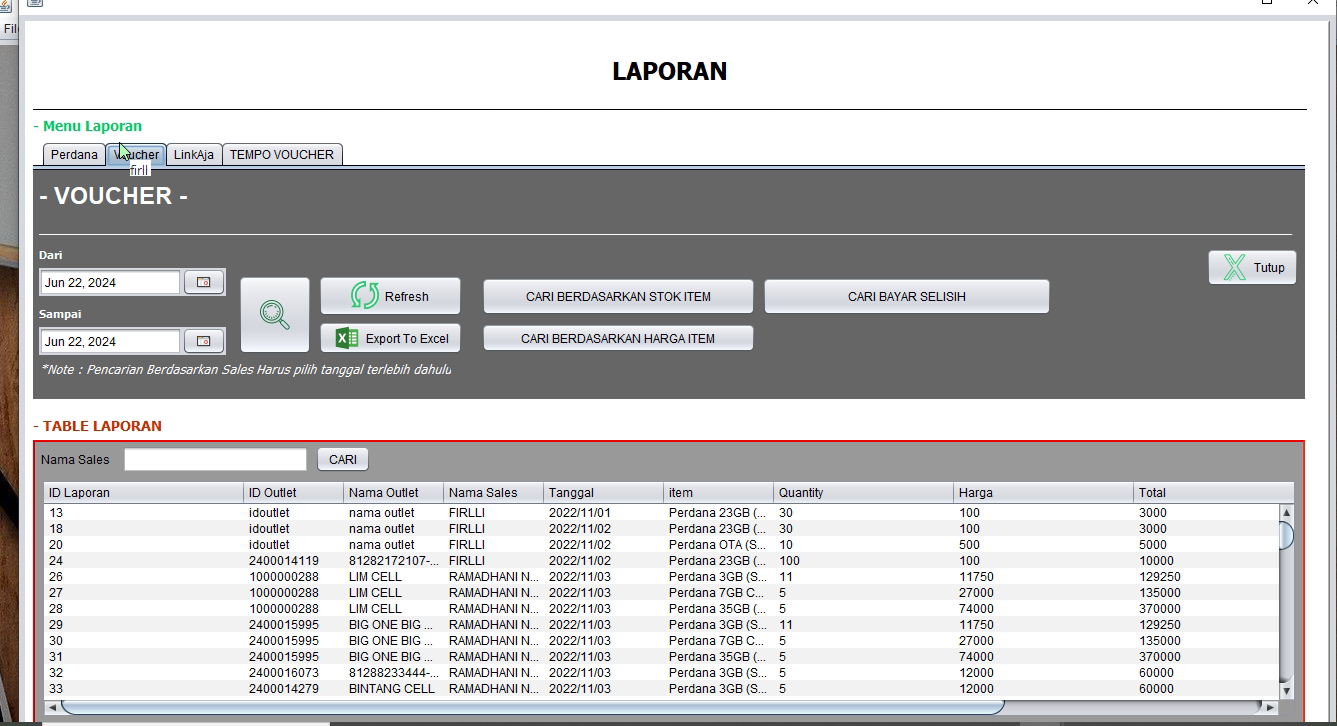 Fil
LAPORAN
- Menu Laporan
Perdana Voucher LinkAja TEMPO VOUCHER
firll
- VOUCHER -
Dari
Jun 22, 2024
Sampai
Jun 22, 2024
Refresh
Export To Excel
CARI BERDASARKAN STOK ITEM
CARI BERDASARKAN HARGA ITEM
CARI BAYAR SELISIH
Tutup
*Note : Pencarian Berdasarkan Sales Harus pilih tanggal terlebih dahulu
- TABLE LAPORAN
Nama Sales CARI
ID Laporan ID Outlet Nama Outlet Nama Sales Tanggal item Quantity Harga Total
13 idoutlet nama outlet FIRLLI 2022/11/01 Perdana 23GB (... 30 100 3000
18 idoutlet nama outlet FIRLLI 2022/11/02 Perdana 23GB (... 30 100 3000
20 idoutlet nama outlet FIRLLI 2022/11/02 Perdana OTA (S... 10 500 5000
24 2400014119 81282172107-... FIRLLI 2022/11/02 Perdana 23GB (... 100 100 10000
26 1000000288 LIM CELL RAMADHANI N... 2022/11/03 Perdana 3GB (S... 11 11750 129250
27 1000000288 LIM CELL RAMADHANI N... 2022/11/03 Perdana 7GB C... 5 27000 135000
28 1000000288 LIM CELL RAMADHANI N... 2022/11/03 Perdana 35GB (... 5 74000 370000
29 2400015995 BIG ONE BIG ... RAMADHANI N... 2022/11/03 Perdana 3GB (S... 11 11750 129250
30 2400015995 BIG ONE BIG ... RAMADHANI N... 2022/11/03 Perdana 7GB C... 5 27000 135000
31 2400015995 BIG ONE BIG ... RAMADHANI N... 2022/11/03 Perdana 35GB (... 5 74000 370000
32 2400016073 81288233444-... RAMADHANI N... 2022/11/03 Perdana 3GB (S... 5 12000 60000
33 2400014279 BINTANG CELL RAMADHANI N... 2022/11/03 Perdana 3GB (S... 5 12000 60000